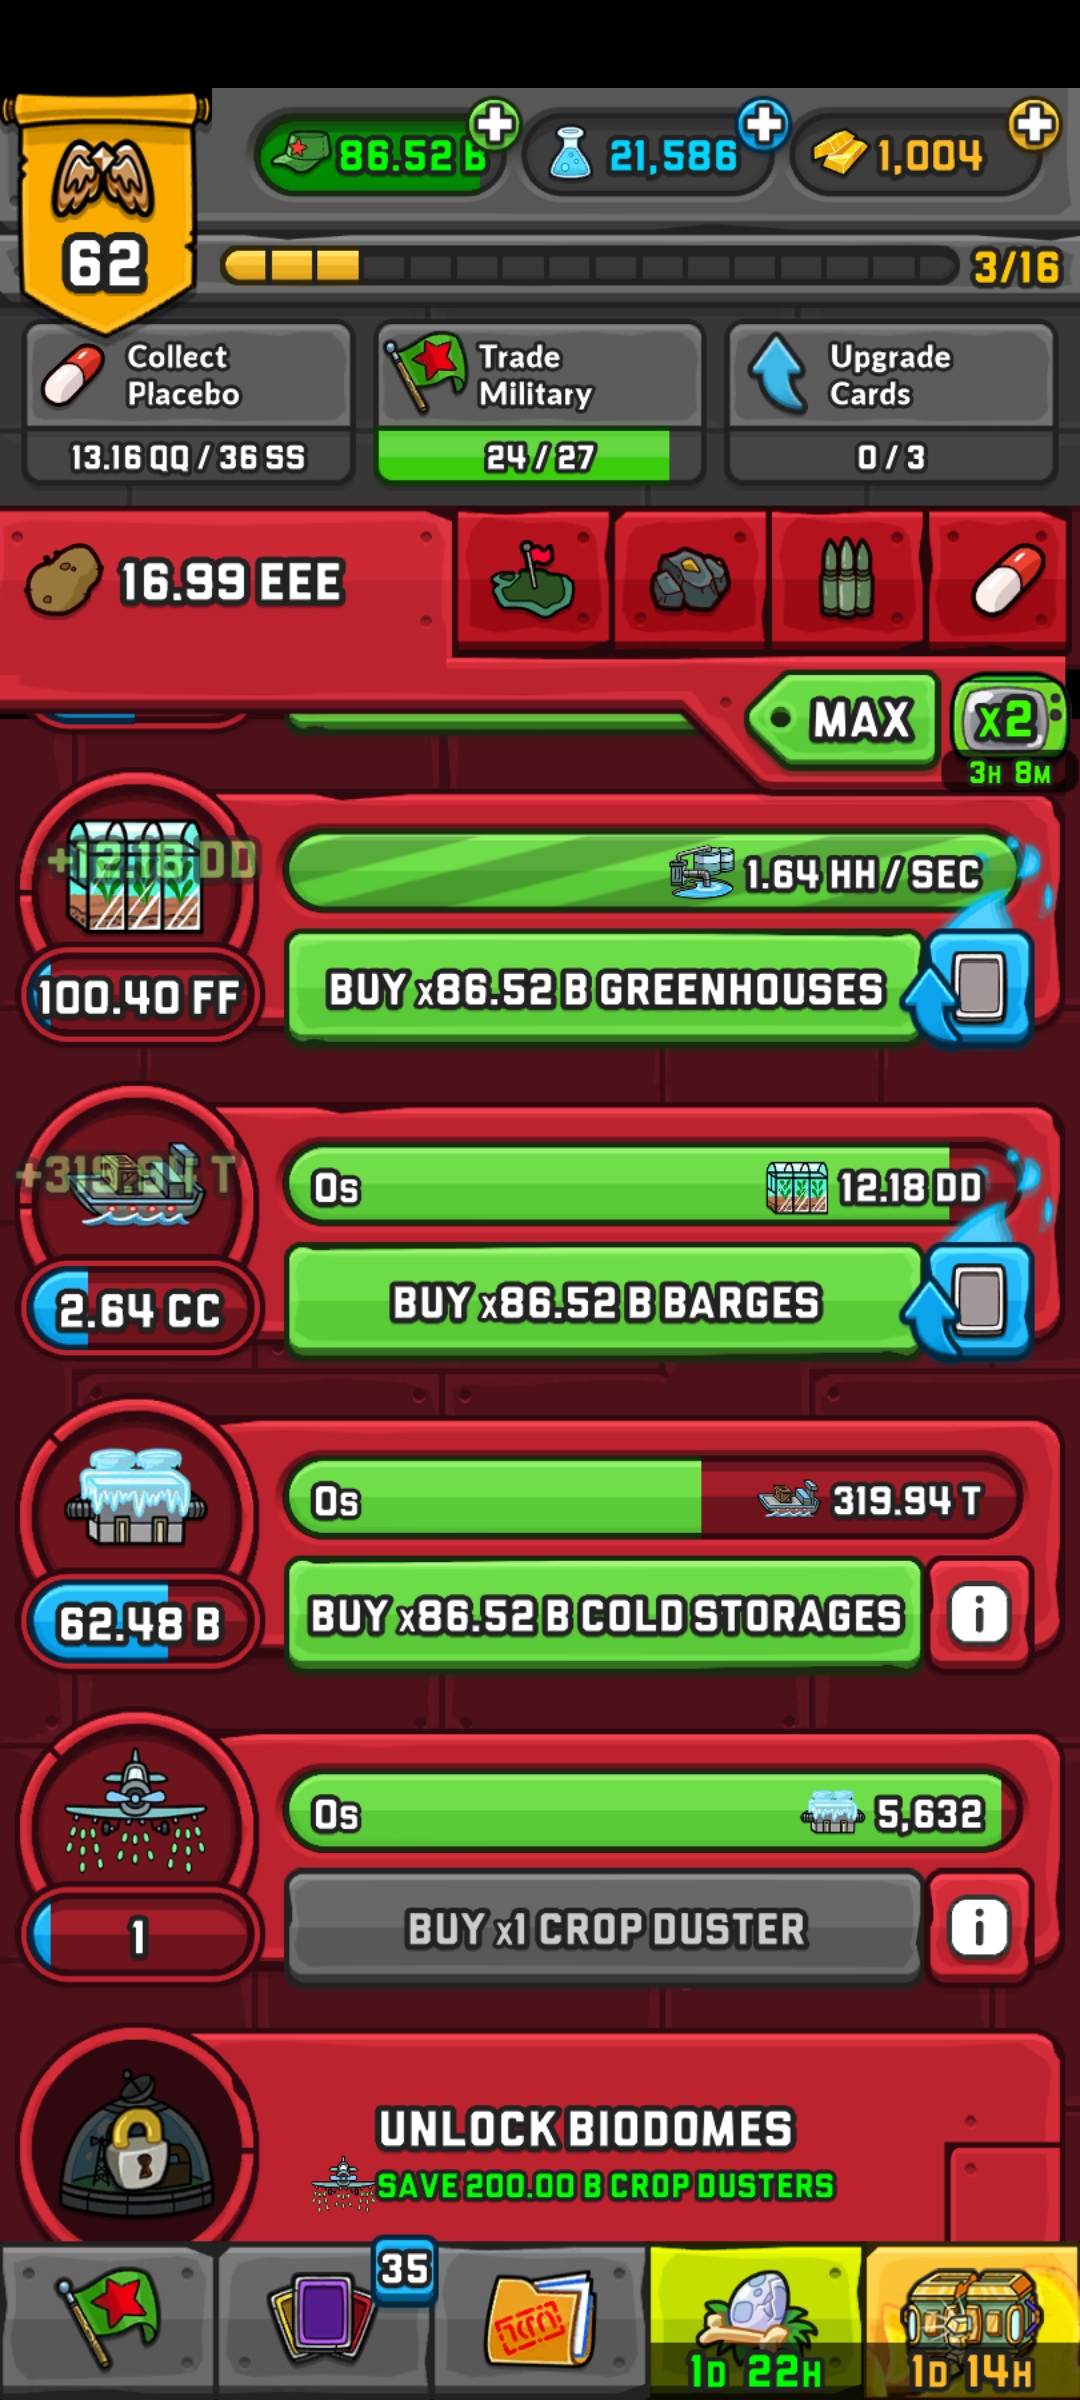 86.52 B
21,586
1,004
62
3/16
Collect
Placebo
13.16 QQ / 36 SS
Trade
Military
24 / 27
Upgrade
Cards
0 / 3
16.99 EEE
MAX
x2
3H 8M
+12.18 DD
1.64 HH / SEC
100.40 FF
BUY x86.52 B GREENHOUSES
+319.94 T
0s
12.18 DD
2.64 CC
BUY x86.52 B BARGES
0s
319.94 T
62.48 B
BUY x86.52 B COLD STORAGES
i
0s
5,632
1
BUY x1 CROP DUSTER
i
UNLOCK BIODOMES
SAVE 200.00 B CROP DUSTERS
35
1D 22H
1D 14H